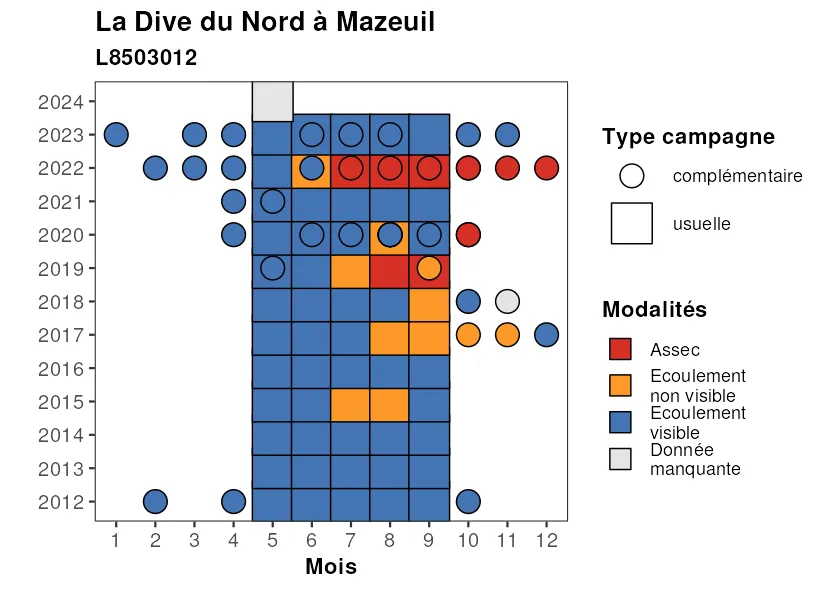 La Dive du Nord à Mazeuil
L8503012
2024
2023
2022
2021
2020
2019
2018
2017
2016
2015
2014
2013
2012
1 2 3 4 5 6 7 8 9 10 11 12
Mois
Type campagne
complémentaire
usuelle
Modalités
Assec
Ecoulement
non visible
Ecoulement
visible
Donnée
manquante